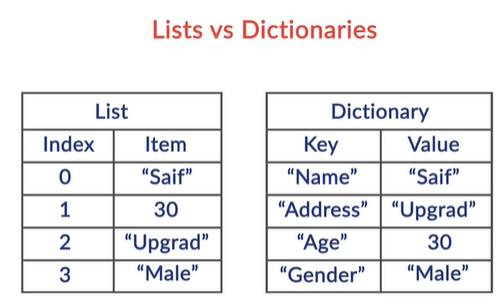 Lists vs Dictionaries
List
Index Item
0 “Saif”
1 30
2 “Upgrad”
3 “Male”
Dictionary
Key Value
“Name” “Saif”
“Address” “Upgrad”
“Age” 30
“Gender” “Male”